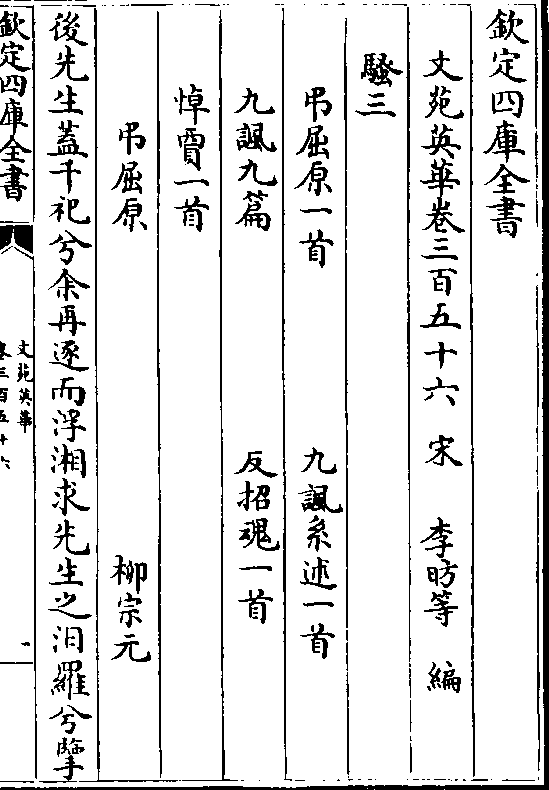 欽定四庫全書
文苑英華卷三百五十六 宋 李昉等 編
騷三
弔屈原一首 九諷系述一首
九諷九篇 反招魂一首
悼賈一首
弔屈原 柳宗元
後先生蓋千祀兮余再逐而浮湘求先生之汨羅兮擥
欽定四庫全書
文苑英華
卷三百五十六
一